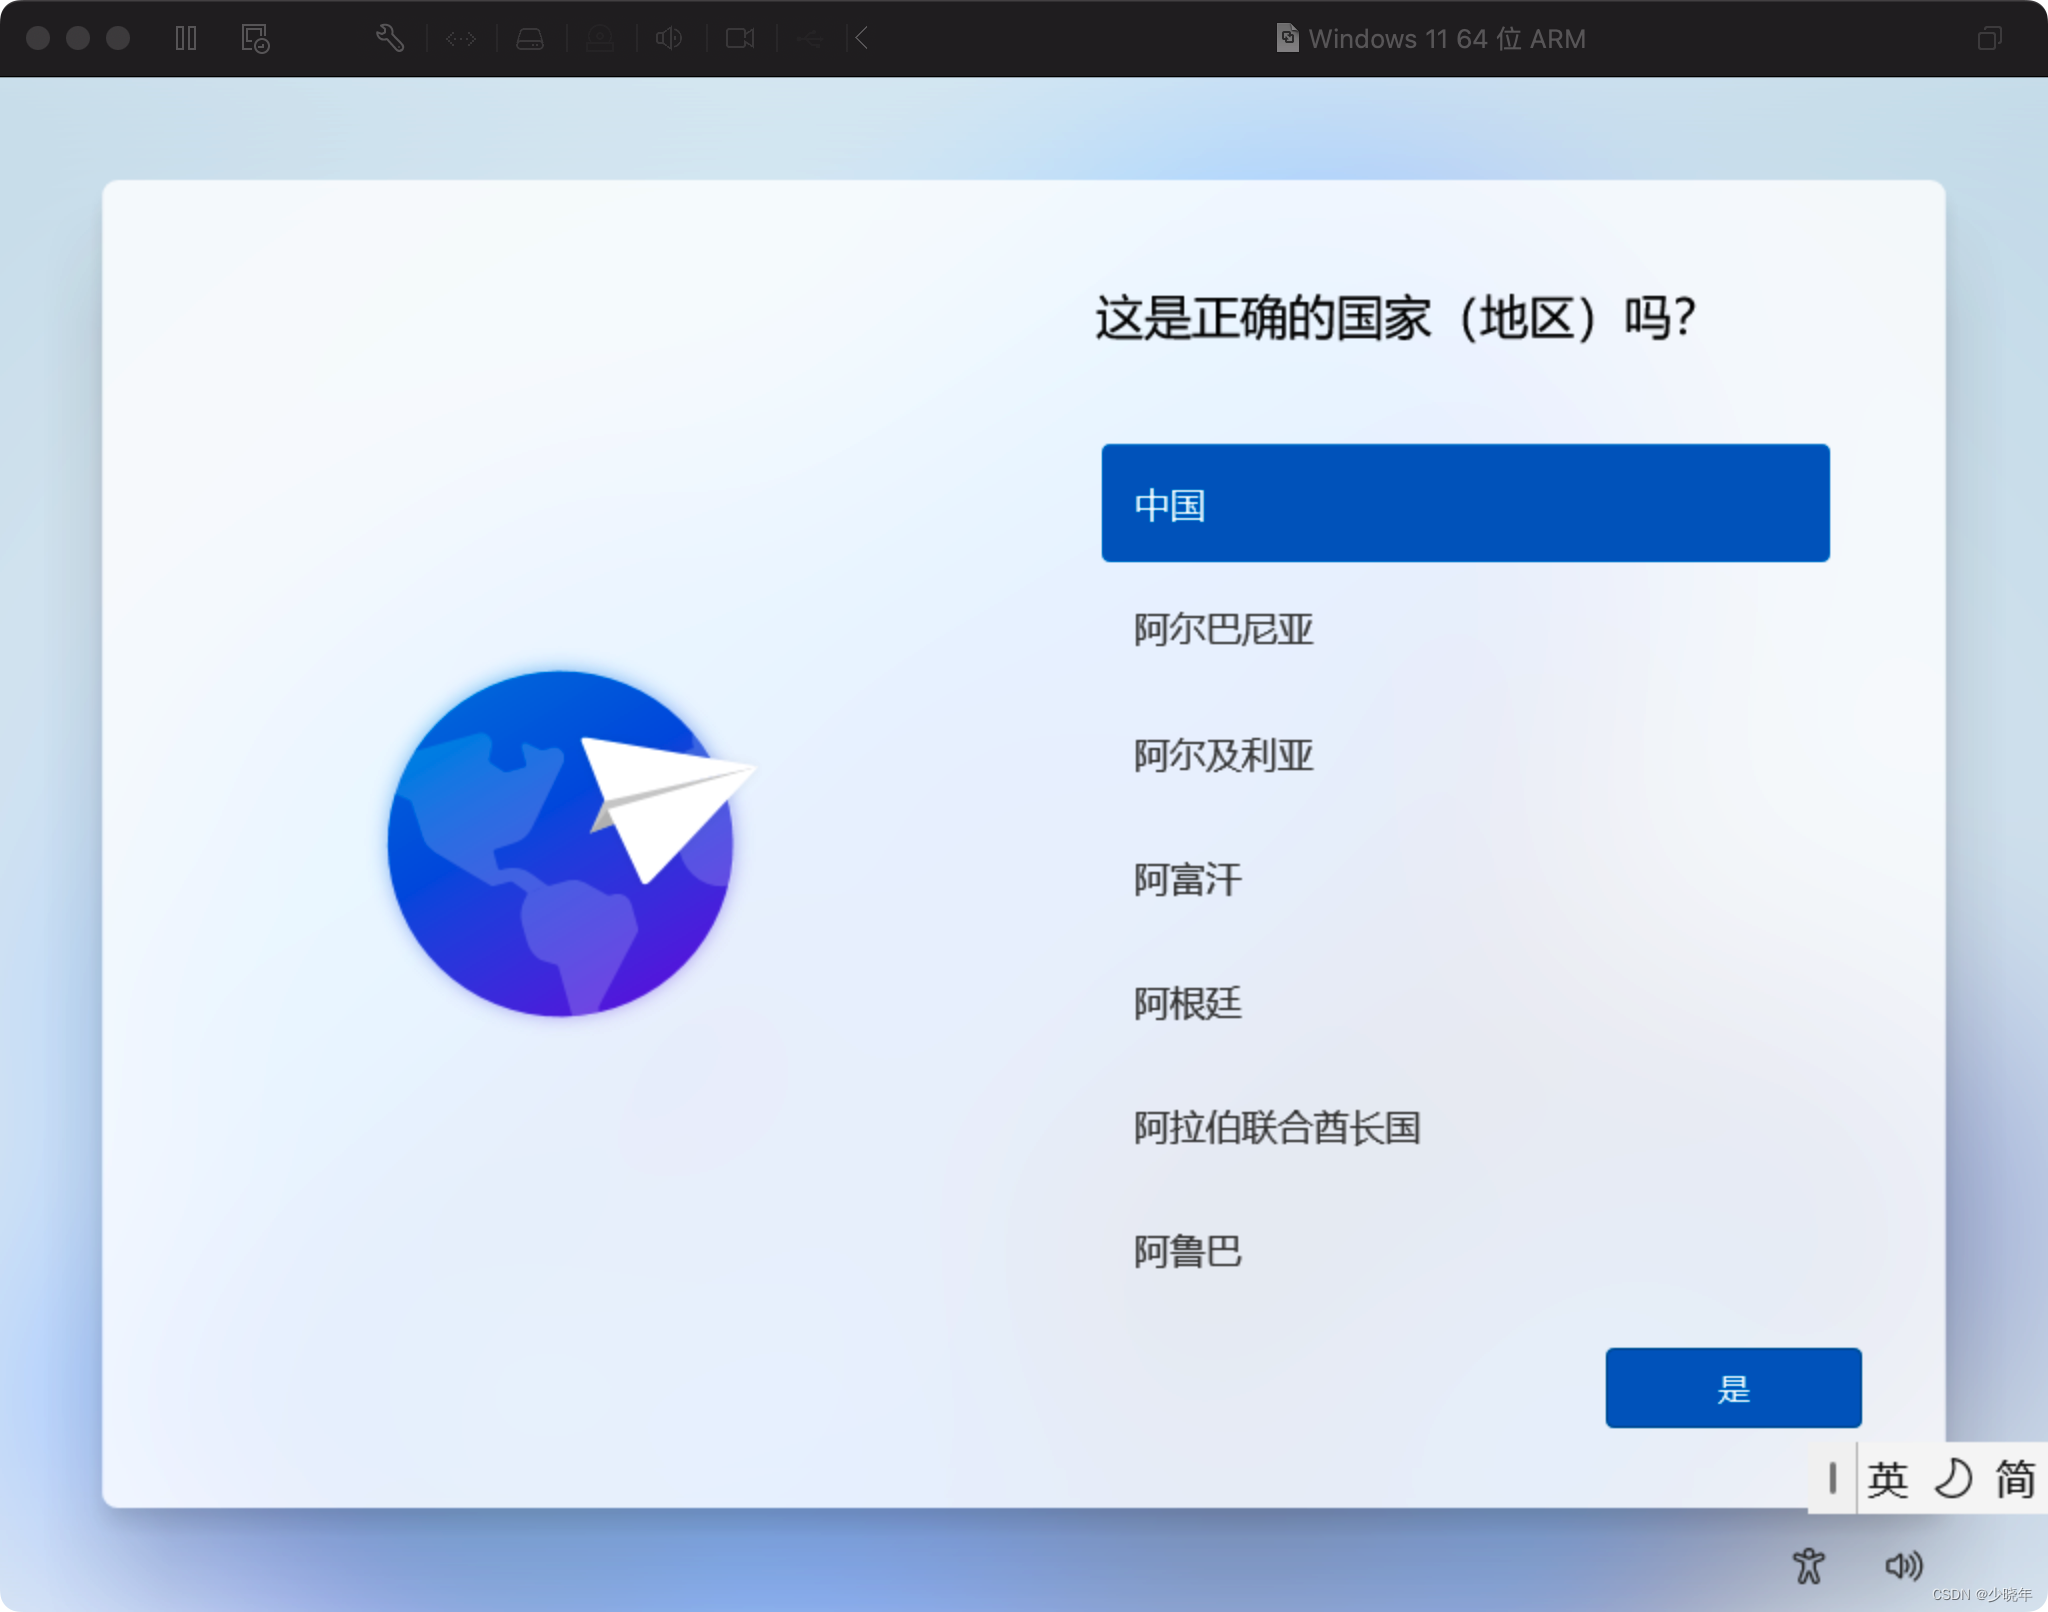 Windows 11 64 位 ARM
这是正确的国家（地区）吗？
中国
阿尔巴尼亚
阿尔及利亚
阿富汗
阿根廷
阿拉伯联合酋长国
阿鲁巴
是
英 简
CSDN @少晓年